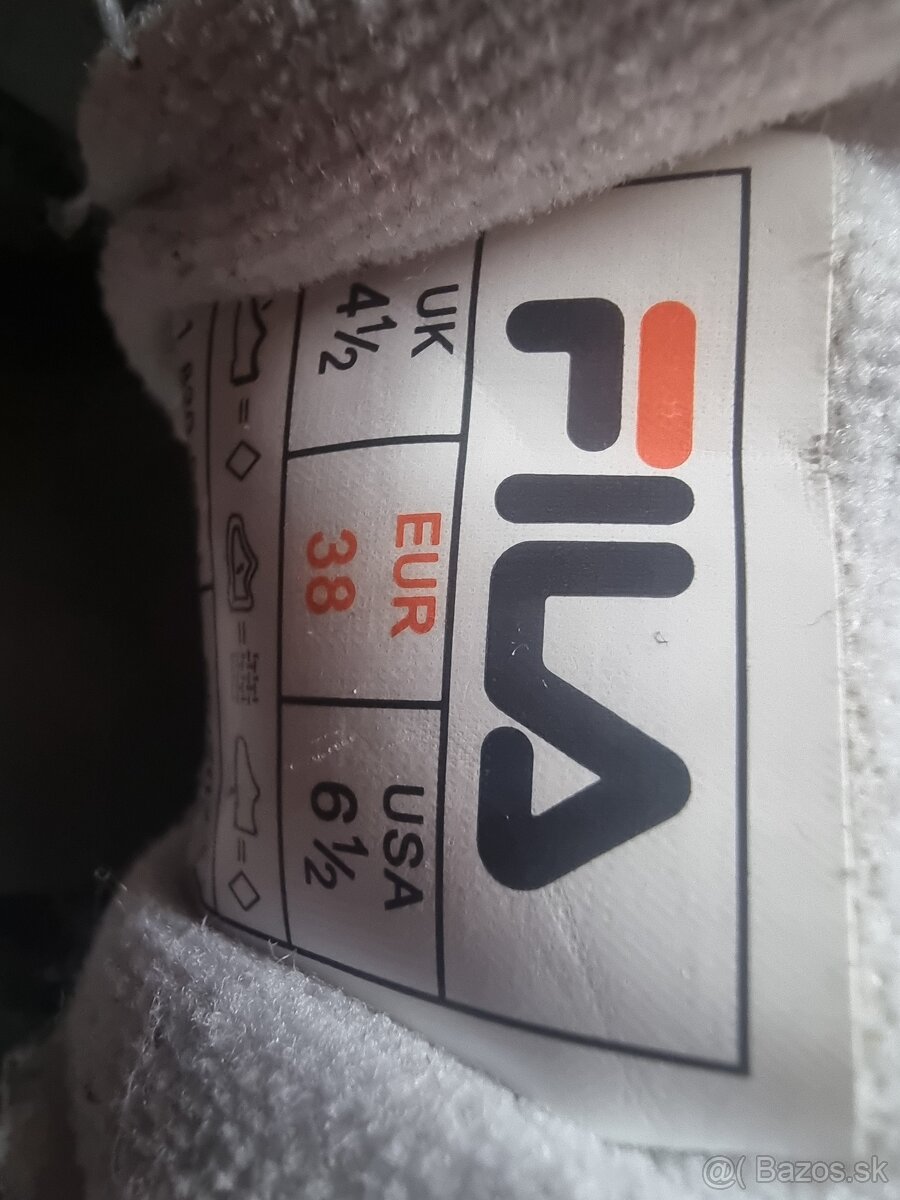 FILA
UK EUR USA
4½ 38 6½
= =  =
@( Bazos.sk